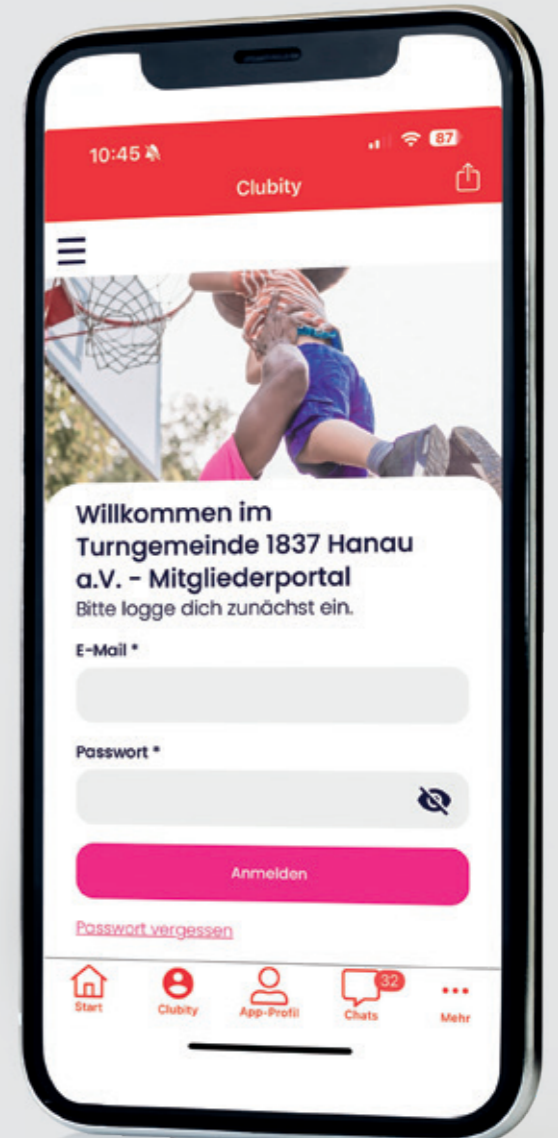 10:45
87
Clubity
Willkommen im
Turngemeinde 1837 Hanau
a.V. - Mitgliederportal
Bitte logge dich zunächst ein.
E-Mail *
Passwort *
Anmelden
Passwort vergessen
32
Start
Clubity
App-Profil
Chats
Mehr